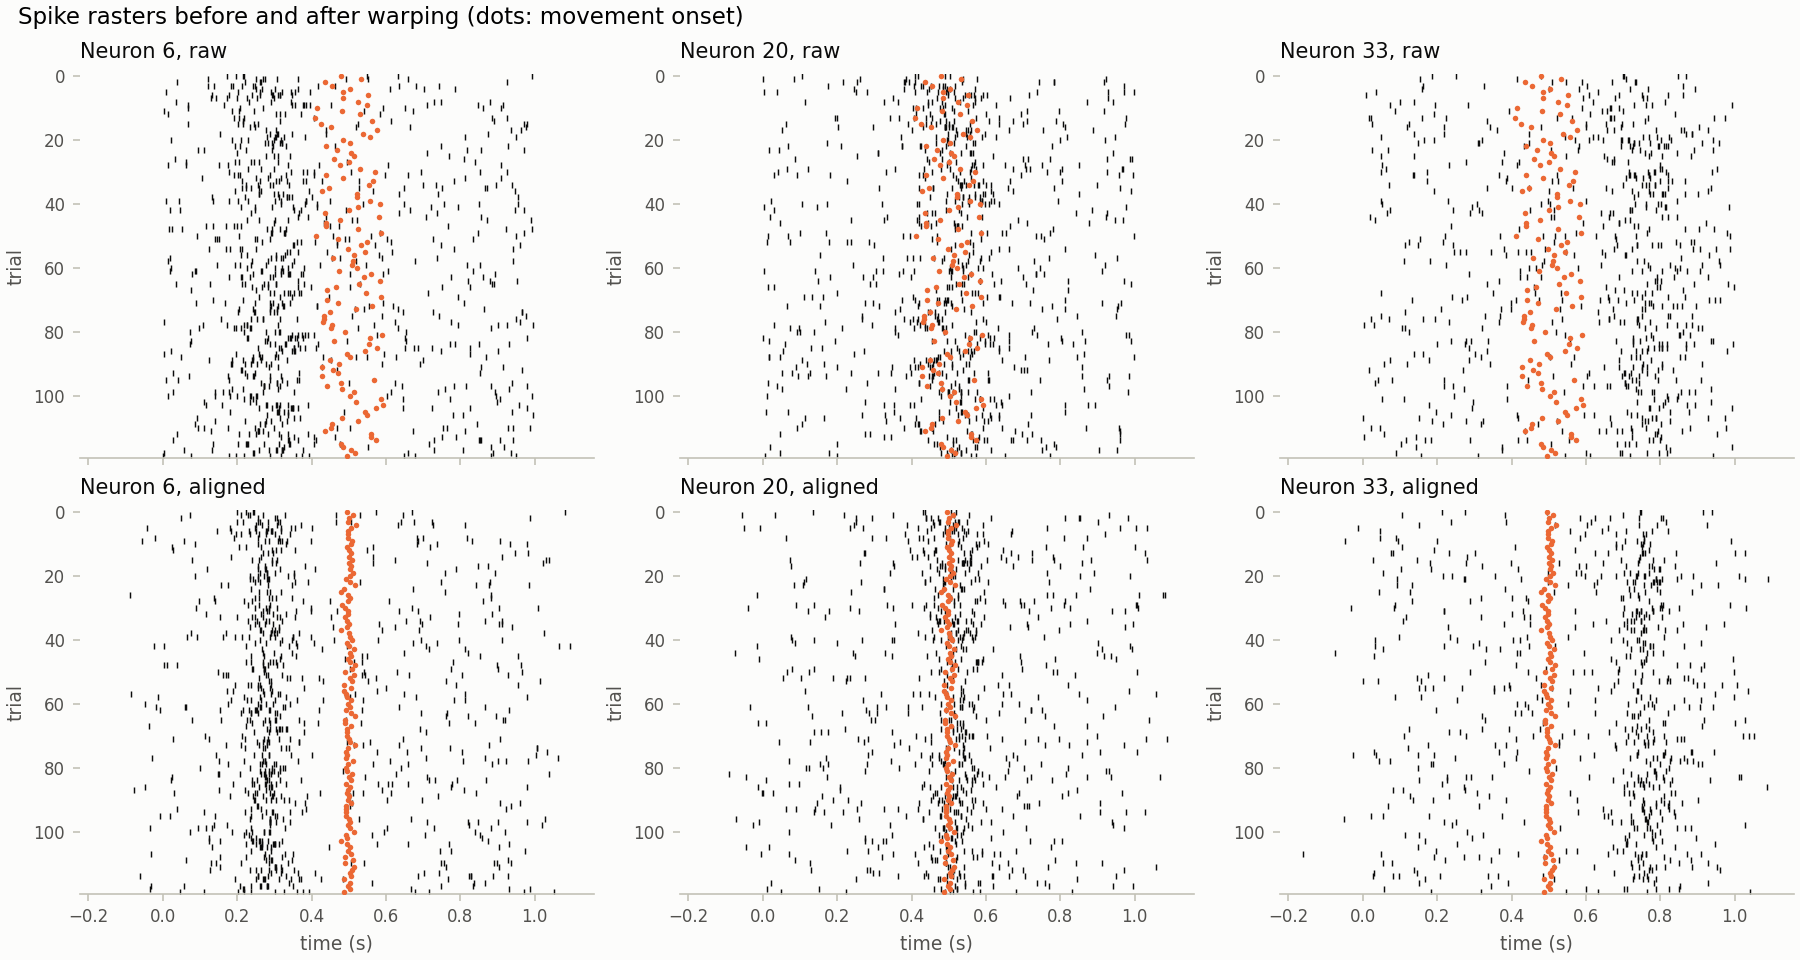 Spike rasters before and after warping (dots: movement onset)
Neuron 6, raw
Neuron 20, raw
Neuron 33, raw
0
20
40
60
80
100
trial
0
20
40
60
80
100
trial
0
20
40
60
80
100
trial
Neuron 6, aligned
Neuron 20, aligned
Neuron 33, aligned
0
20
40
60
80
100
trial
−0.2 0.0 0.2 0.4 0.6 0.8 1.0
time (s)
0
20
40
60
80
100
trial
−0.2 0.0 0.2 0.4 0.6 0.8 1.0
time (s)
0
20
40
60
80
100
trial
−0.2 0.0 0.2 0.4 0.6 0.8 1.0
time (s)